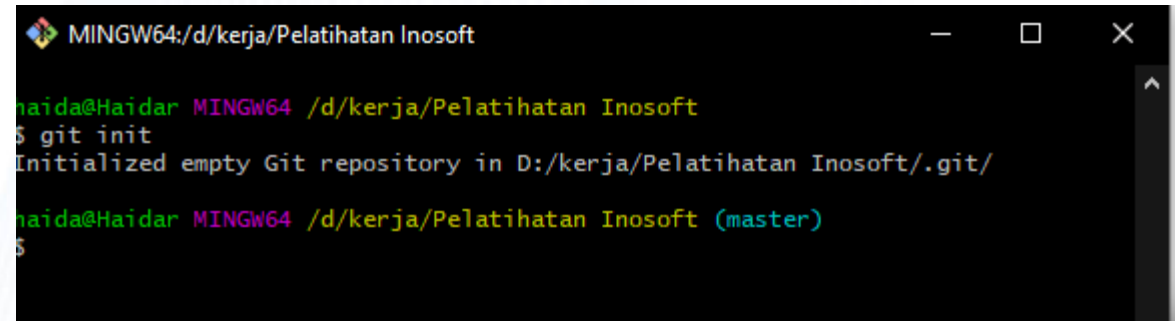 MINGW64:/d/kerja/Pelatihatan Inosoft
haida@Haidar MINGW64 /d/kerja/Pelatihatan Inosoft
$ git init
Initialized empty Git repository in D:/kerja/Pelatihatan Inosoft/.git/
haida@Haidar MINGW64 /d/kerja/Pelatihatan Inosoft (master)
$